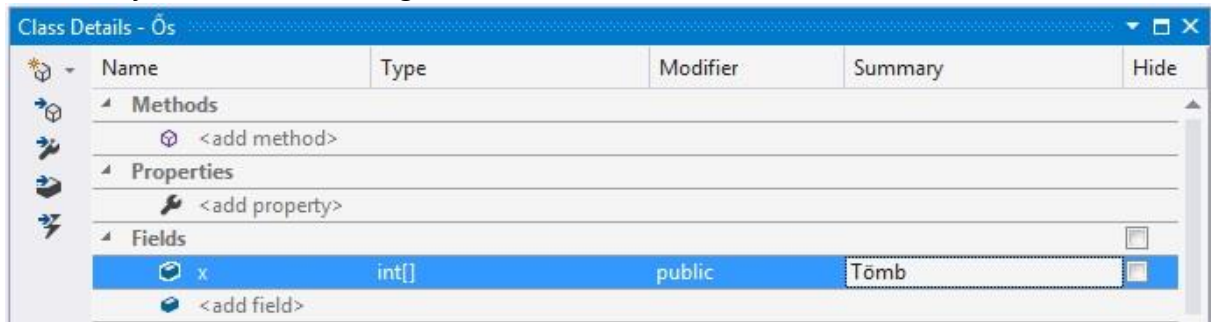 Class Details - Ős
Name Type Modifier Summary Hide
Methods
<add method>
Properties
<add property>
Fields
x int[] public Tömb
<add field>